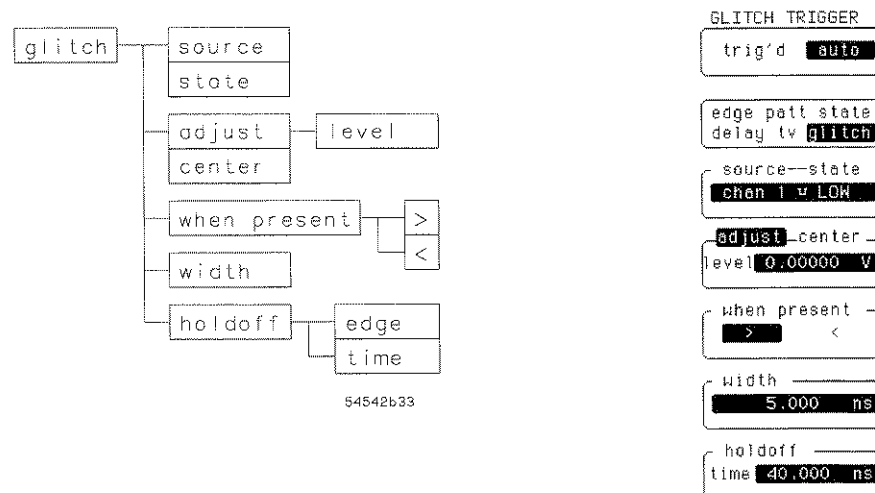 glitch
source
state
adjust
level
center
when present
>
<
width
holdoff
edge
time
54542b33
GLITCH TRIGGER
trig'd auto
edge patt state
delay tv glitch
source--state
chan 1 LOW
adjust center
level 0.00000 V
when present
> <
width
5.000 ns
holdoff
time 40.000 ns